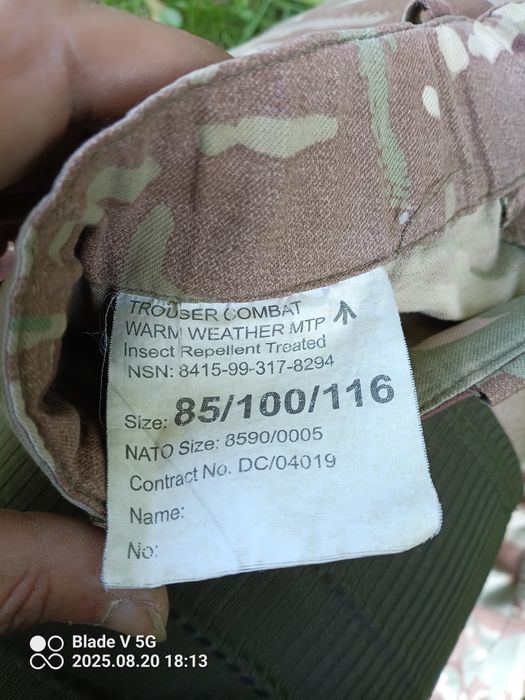 TROUSER COMBAT
WARM WEATHER MTP
Insect Repellent Treated
NSN: 8415-99-317-8294
Size: 85/100/116
NATO Size: 8590/0005
Contract No. DC/04019
Name:
No:
Blade V 5G
2025.08.20 18:13